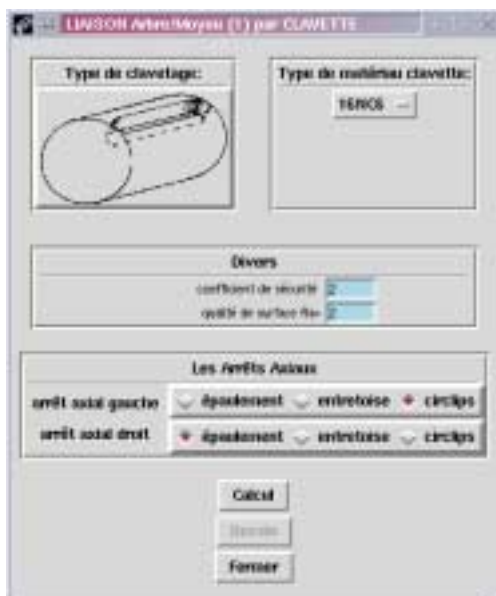 LIAISON Arbre/Moyeu (1) par CLAVETTE
Type de clavetage:
Type de matériau clavette:
16NC6
Divers
coefficient de sécurité 2
qualité de surface
Les Arrêts Axiaux
arrêt axial gauche épaulement entretoise circlips
arrêt axial droit épaulement entretoise circlips
Calcul
Fermer